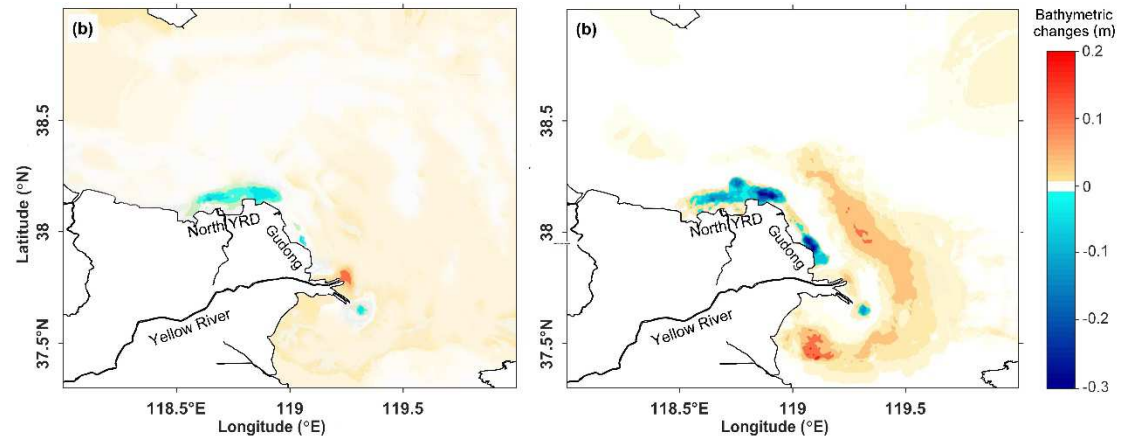 (b)
38.5
38
37.5°N
Latitude (°N)
North YRD
Gudong
Yellow River
118.5°E
119
119.5
Longitude (°E)
(b)
38.5
38
37.5°N
North YRD
Gudong
Yellow River
118.5°E
119
119.5
Longitude (°E)
Bathymetric
changes (m)
0.2
0.1
0
-0.1
-0.2
-0.3